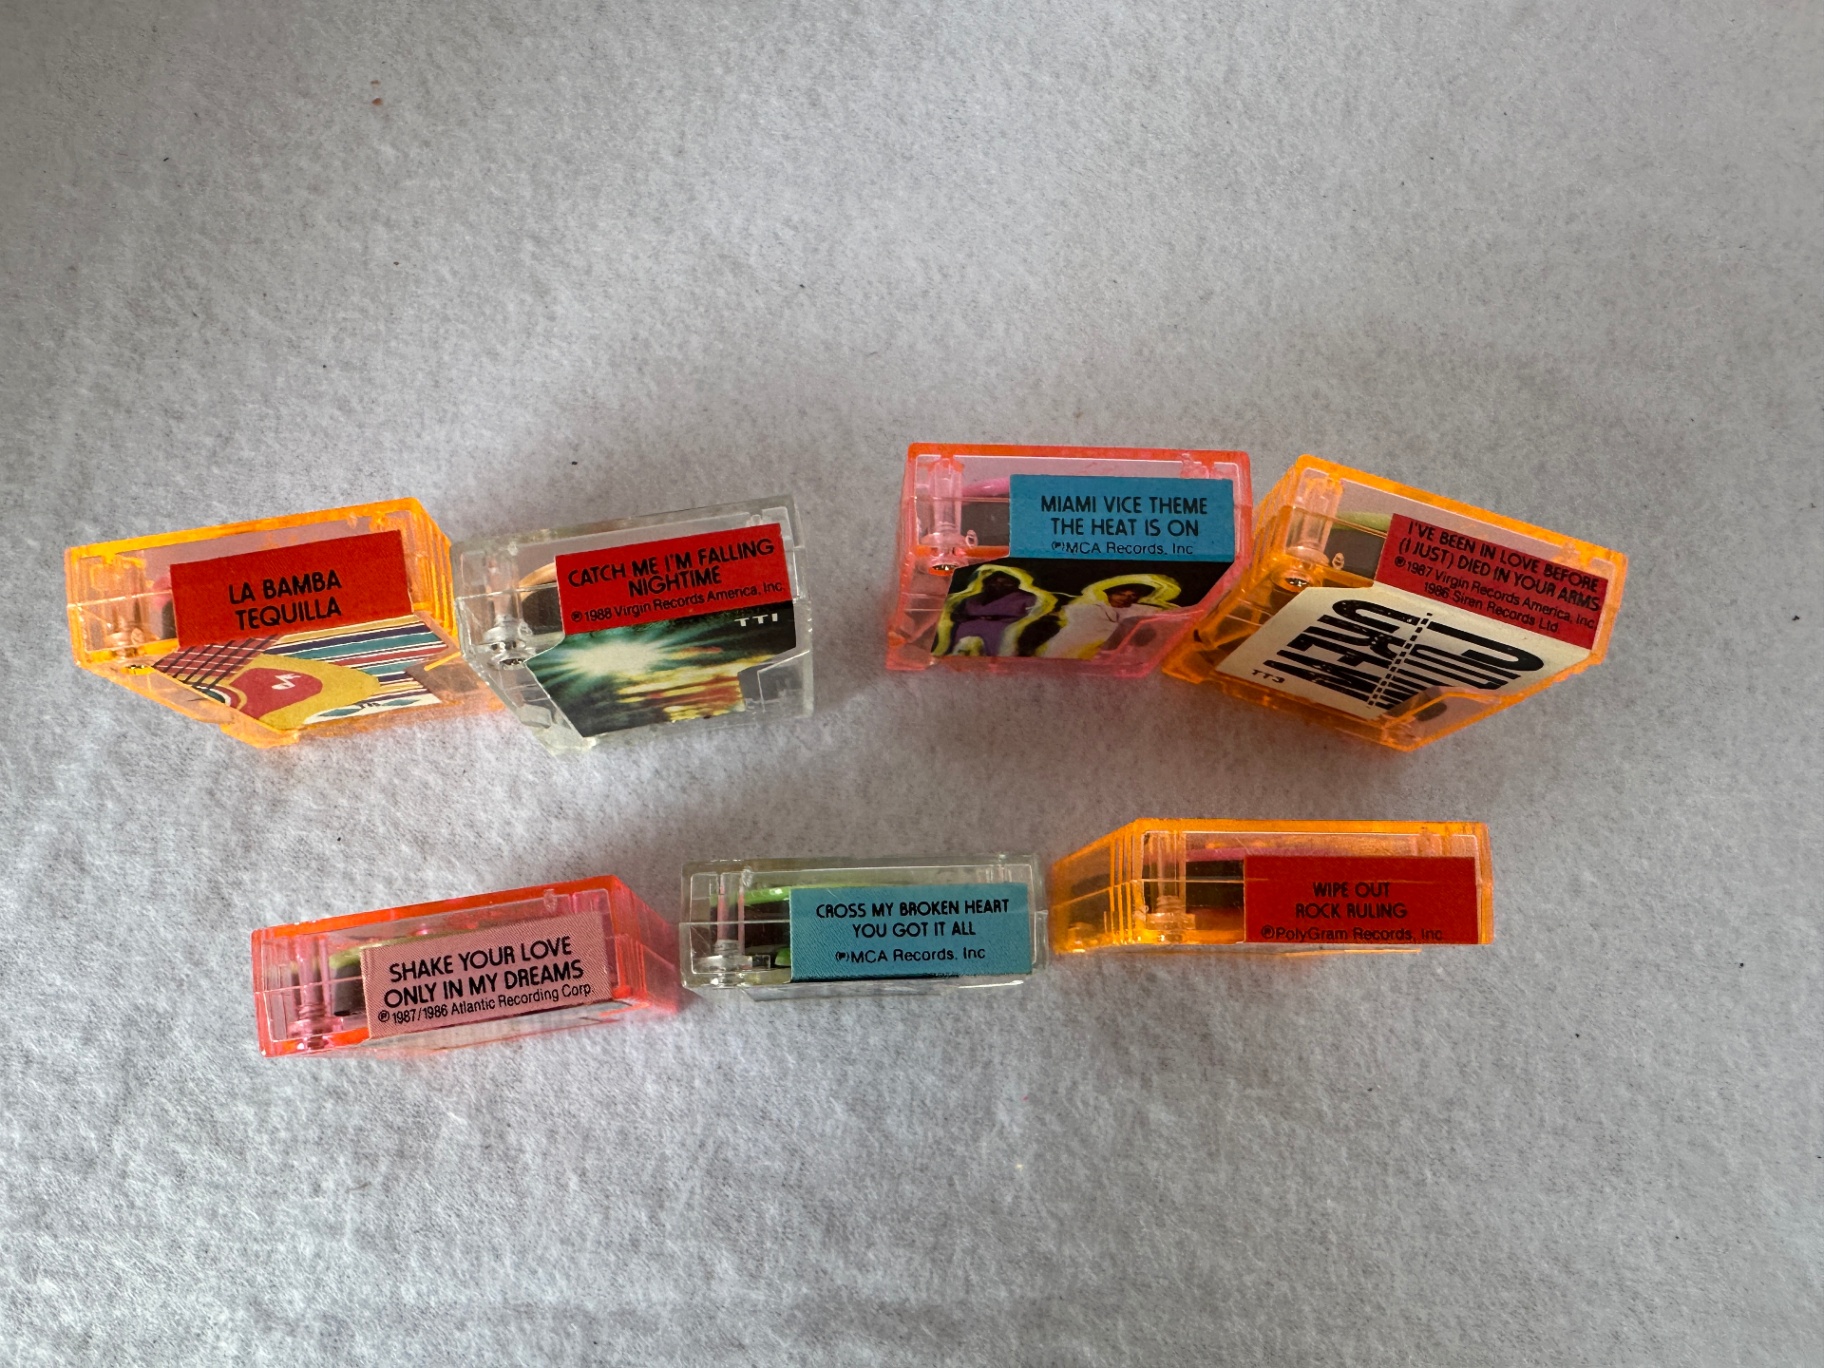 LA BAMBA
TEQUILLA
CATCH ME I'M FALLING
NIGHTIME
℗ 1988 Virgin Records America, Inc.
TTI
MIAMI VICE THEME
THE HEAT IS ON
℗MCA Records, Inc
I'VE BEEN IN LOVE BEFORE
(I JUST) DIED IN YOUR ARMS
℗1987 Virgin Records America, Inc.
1986 Siren Records Ltd.
SHAKE YOUR LOVE
ONLY IN MY DREAMS
℗ 1987/1986 Atlantic Recording Corp.
CROSS MY BROKEN HEART
YOU GOT IT ALL
℗MCA Records, Inc
WIPE OUT
ROCK RULING
℗PolyGram Records, Inc.